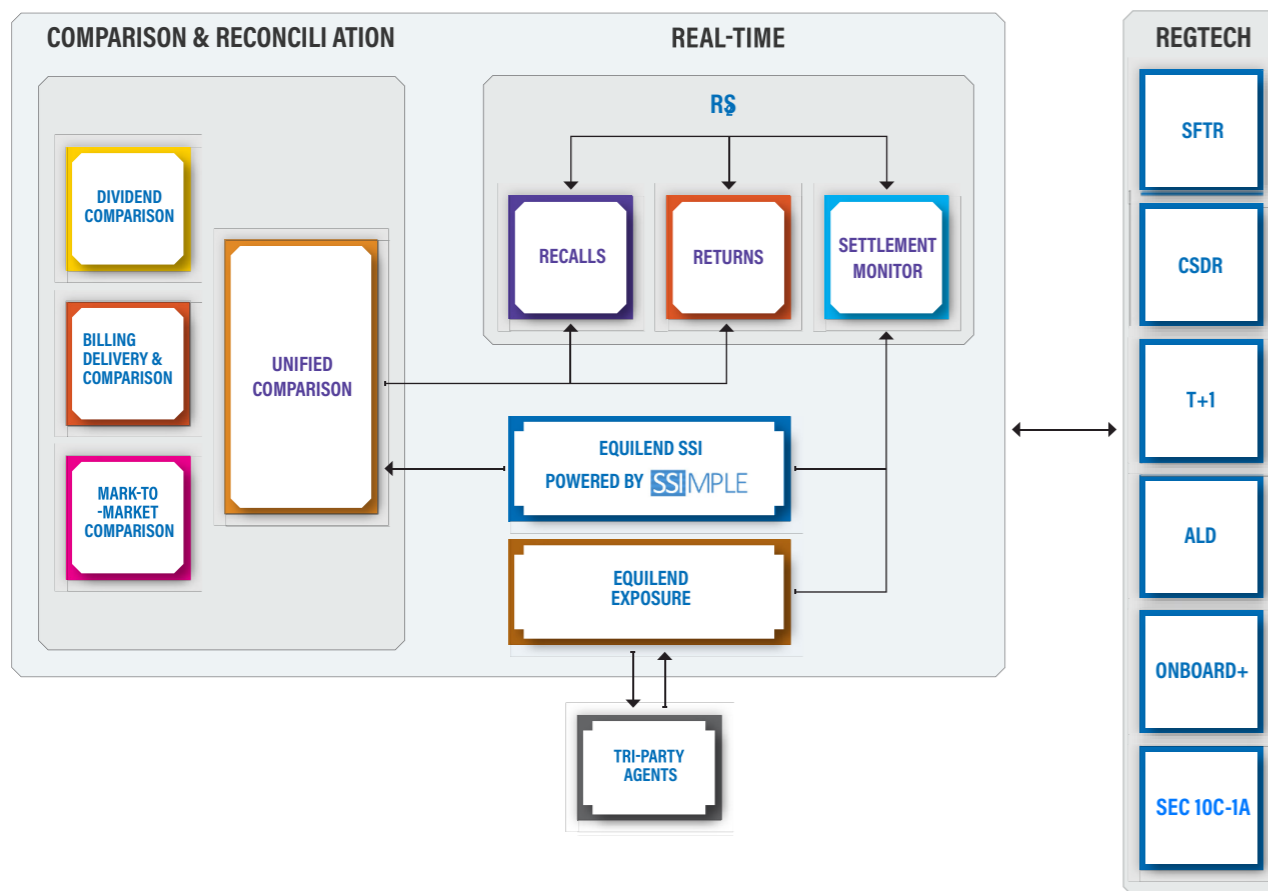 COMPARISON & RECONCILI ATION
DIVIDEND
COMPARISON
BILLING
DELIVERY &
COMPARISON
MARK-TO
-MARKET
COMPARISON
UNIFIED
COMPARISON
REAL-TIME
RECALLS
RETURNS
SETTLEMENT
MONITOR
EQUILEND SSI
POWERED BY SSIMPLE
EQUILEND
EXPOSURE
TRI-PARTY
AGENTS
REGTECH
SFTR
CSDR
T+1
ALD
ONBOARD+
SEC 10C-1A